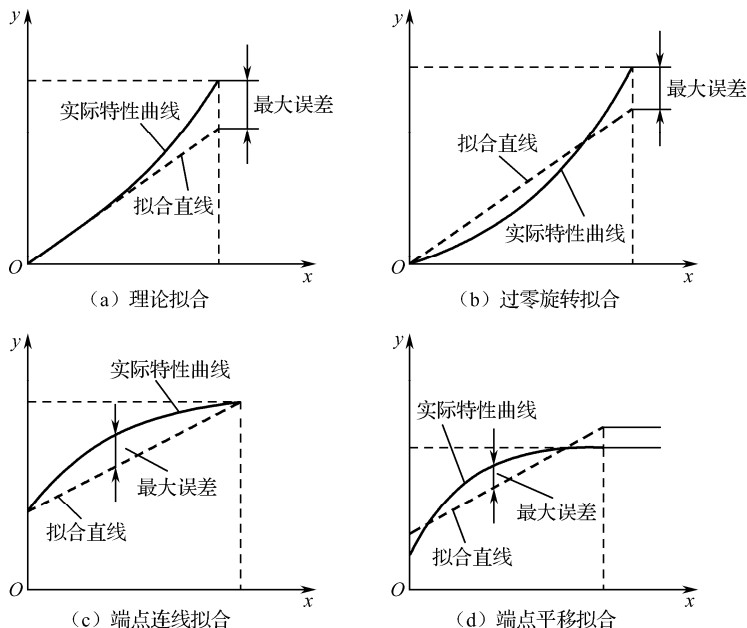 y
实际特性曲线
最大误差
拟合直线
O
x
（a）理论拟合
y
最大误差
拟合直线
实际特性曲线
O
x
（b）过零旋转拟合
y
实际特性曲线
最大误差
拟合直线
O
x
（c）端点连线拟合
y
实际特性曲线
最大误差
拟合直线
O
x
（d）端点平移拟合